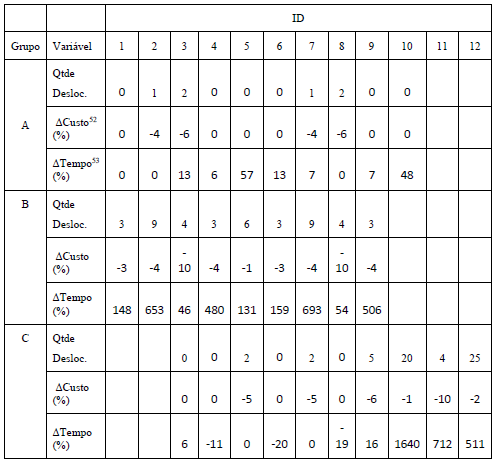 ID
Grupo Variável 1 2 3 4 5 6 7 8 9 10 11 12
A
Qtde
Desloc. 0 1 2 0 0 0 1 2 0 0
ΔCusto52
(%) 0 -4 -6 0 0 0 -4 -6 0 0
ΔTempo53
(%) 0 0 13 6 57 13 7 0 7 48
B
Qtde
Desloc. 3 9 4 3 6 3 9 4 3
ΔCusto
(%) -3 -4 -10 -4 -1 -3 -4 -10 -4
ΔTempo
(%) 148 653 46 480 131 159 693 54 506
C
Qtde
Desloc. 0 0 2 0 2 0 5 20 4 25
ΔCusto
(%) 0 0 -5 0 -5 0 -6 -1 -10 -2
ΔTempo
(%) 6 -11 0 -20 0 -19 16 1640 712 511